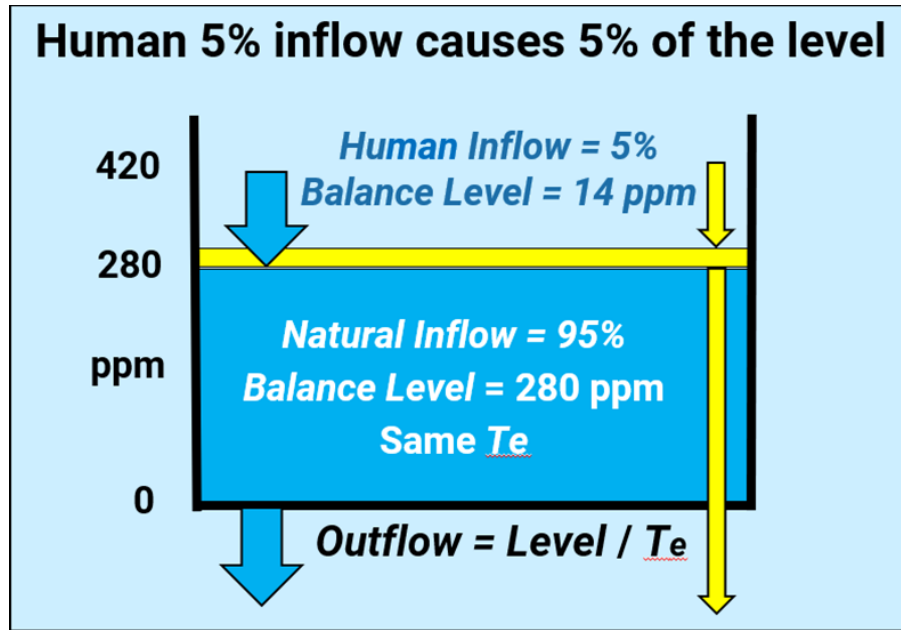 Human 5% inflow causes 5% of the level
420
Human Inflow = 5%
Balance Level = 14 ppm
280
Natural Inflow = 95%
ppm
Balance Level = 280 ppm
Same Te
0
Outflow = Level / Te